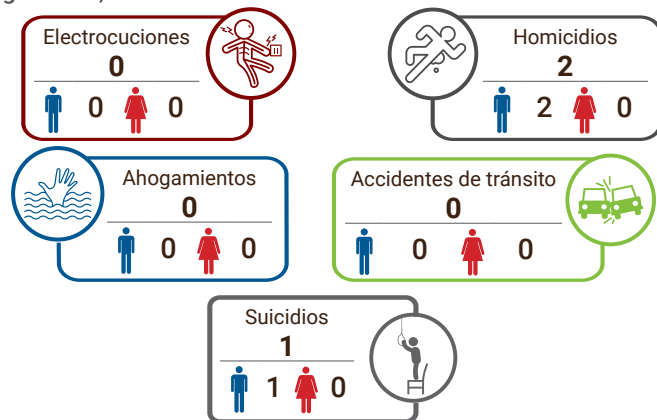 Electrocuciones
0
0 0
Homicidios
2
2 0
Ahogamientos
0
0 0
Accidentes de tránsito
0
0 0
Suicidios
1
1 0